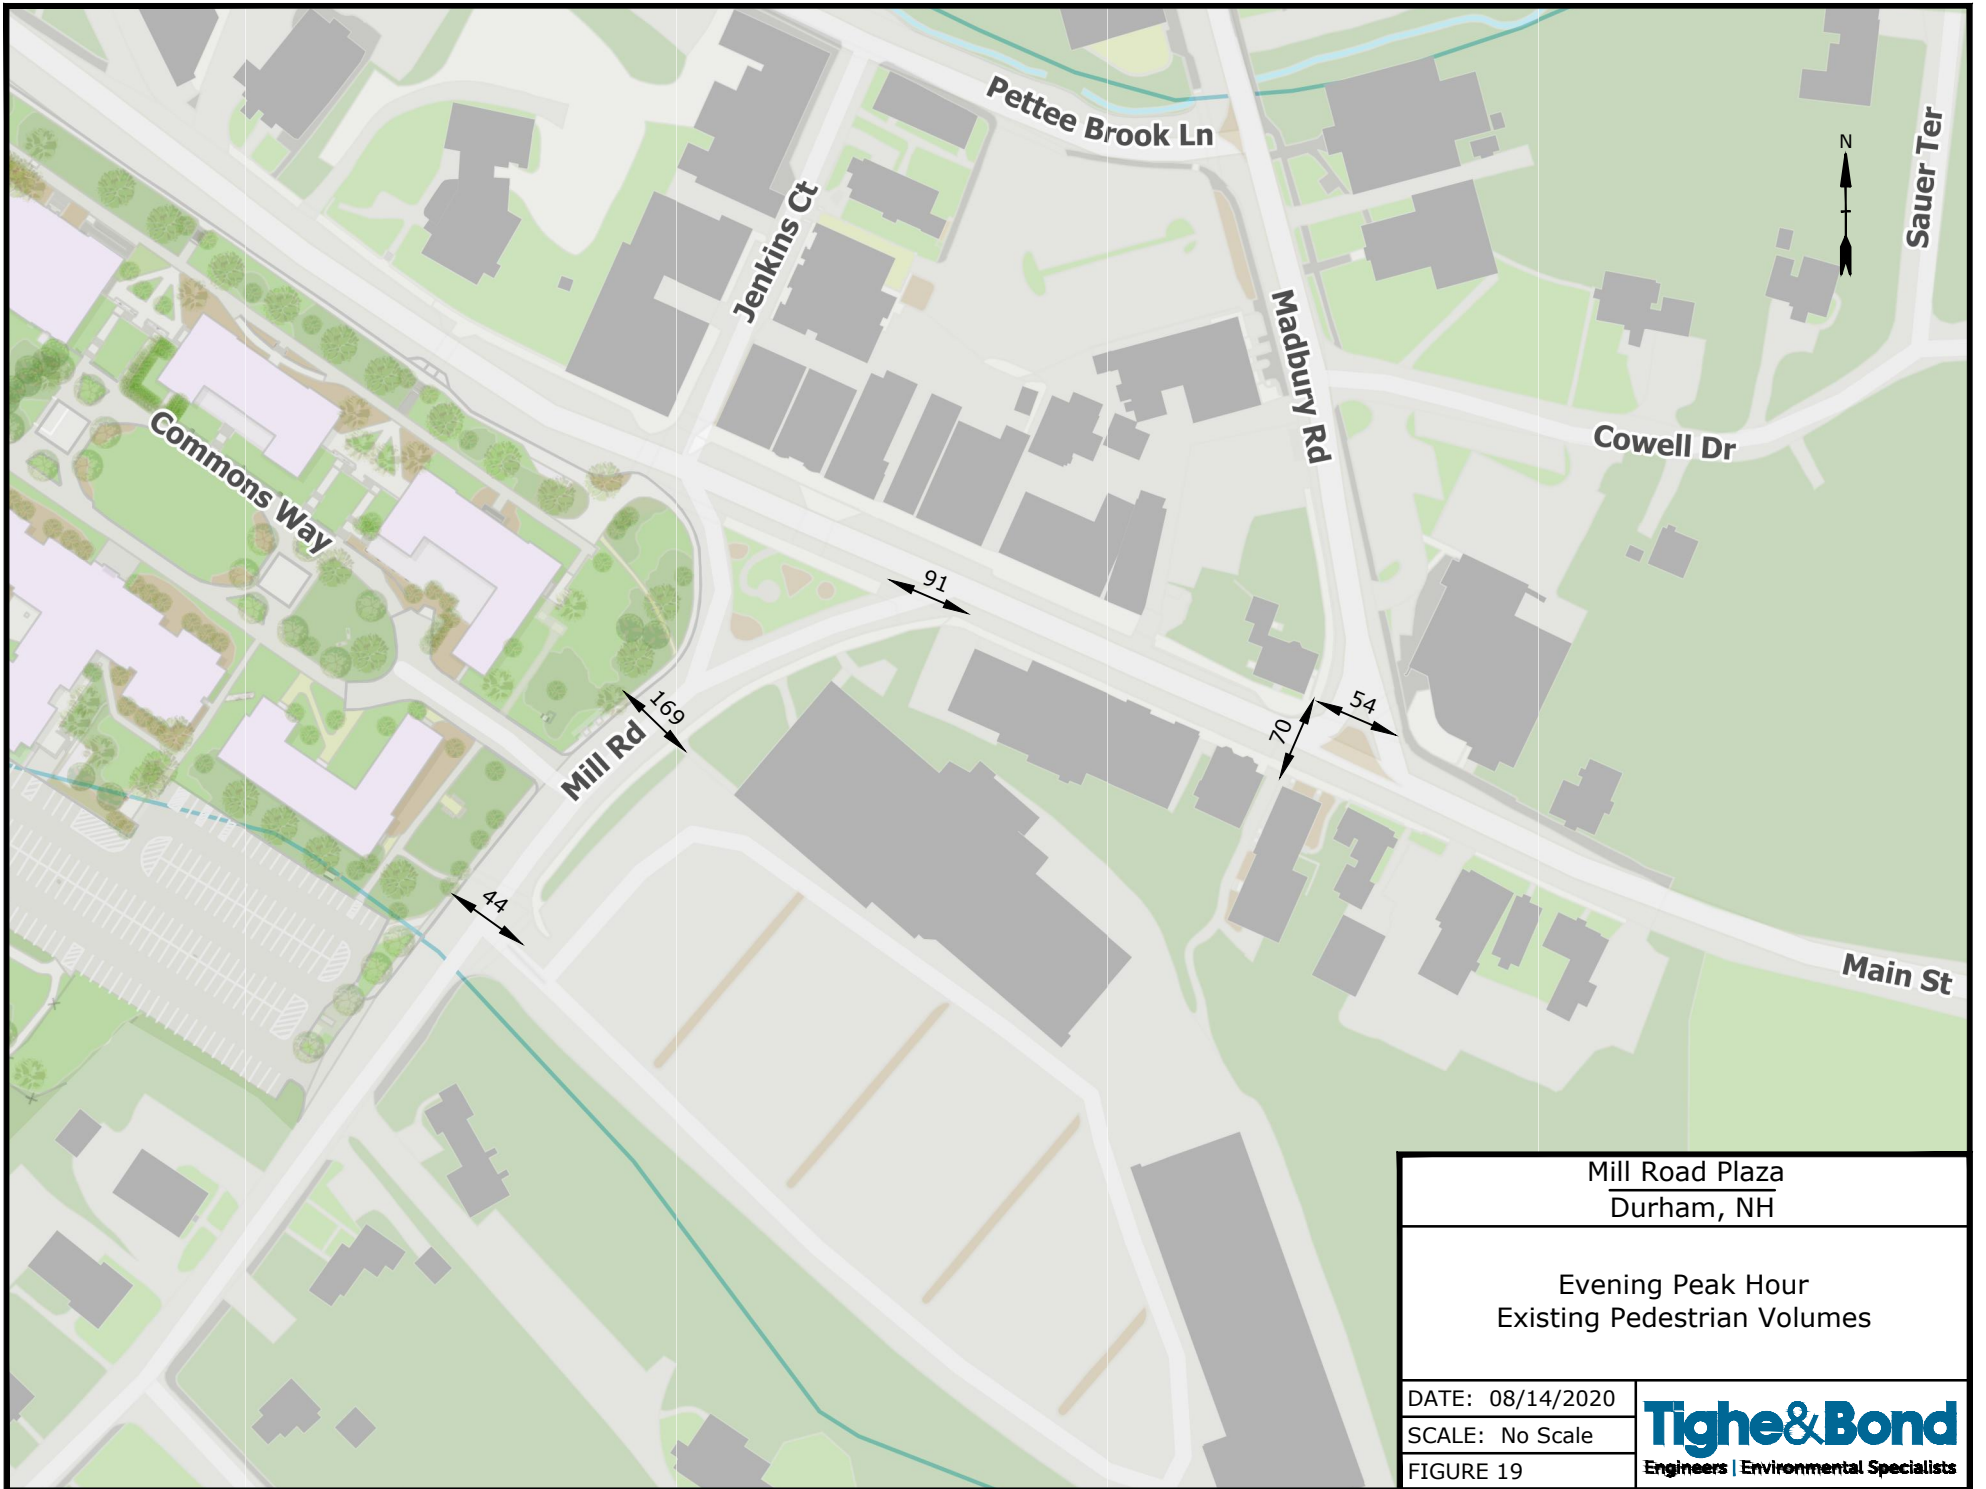 Pettee Brook Ln
N
Sauer Ter
Jenkins Ct
Madbury Rd
Cowell Dr
Commons Way
91
169
54
70
Mill Rd
44
Main St
Mill Road Plaza
Durham, NH
Evening Peak Hour
Existing Pedestrian Volumes
DATE: 08/14/2020
SCALE: No Scale
FIGURE 19
Tighe&Bond
Engineers | Environmental Specialists